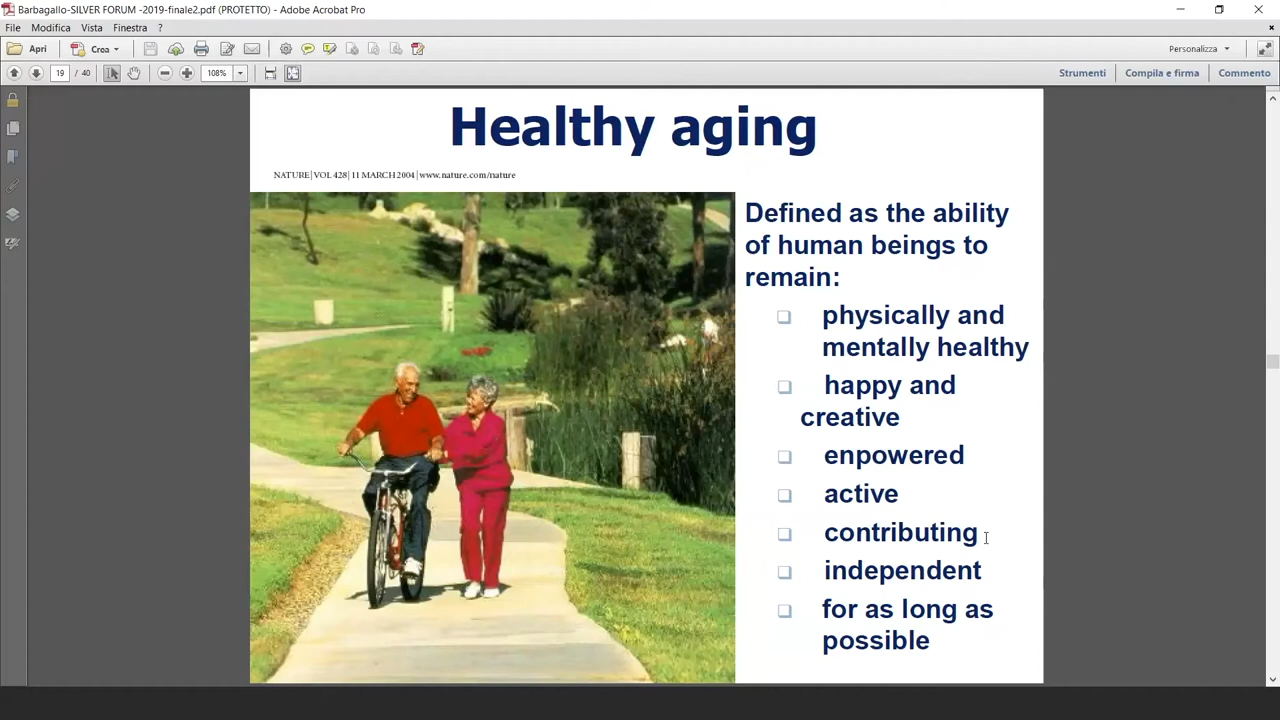 Barbagallo-SILVER FORUM -2019-finale2.pdf (PROTETTO) - Adobe Acrobat Pro
File Modifica Vista Finestra ?
Apri Crea Personalizza
19 / 40 108% Strumenti Compila e firma Commento
Healthy aging
NATURE|VOL 428|11 MARCH 2004|www.nature.com/nature
Defined as the ability
of human beings to
remain:
physically and
mentally healthy
happy and
creative
enpowered
active
contributing
independent
for as long as
possible